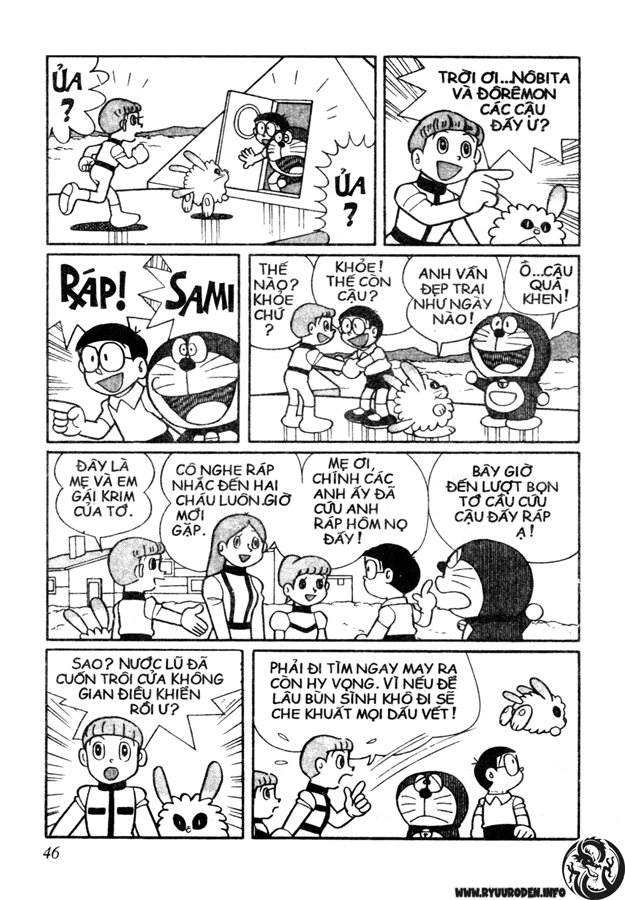 ỦA
?
ỦA
?
TRỜI ƠI...NÔBITA
VÀ ĐÔRÊMON
CÁC CẬU
ĐẤY Ư?
RÁP!
SAMI
THẾ
NÀO?
KHỎE
CHỨ
?
KHỎE!
THẾ CÒN
CẬU?
ANH VẪN
ĐẸP TRAI
NHƯ NGÀY
NÀO!
Ồ...CẬU
QUÁ
KHEN!
ĐÂY LÀ
MẸ VÀ EM
GÁI KRIM
CỦA TỚ.
CÔ NGHE RÁP
NHẮC ĐẾN HAI
CHÁU LUÔN.GIỜ
MỚI
GẶP.
MẸ ƠI,
CHÍNH CÁC
ANH ẤY ĐÃ
CỨU ANH
RÁP HÔM NỌ
ĐẤY!
BÂY GIỜ
ĐẾN LƯỢT BỌN
TỚ CẦU CỨU
CẬU ĐẤY RÁP
Ạ!
SAO? NƯỚC LŨ ĐÃ
CUỐN TRÔI CỬA KHÔNG
GIAN ĐIỀU KHIỂN
RỒI Ư?
PHẢI ĐI TÌM NGAY MAY RA
CÒN HY VỌNG. VÌ NẾU ĐỂ
LÂU BÙN SÌNH KHÔ ĐI SẼ
CHE KHUẤT MỌI DẤU VẾT!
46
WWW.RYUURODEN.INFO